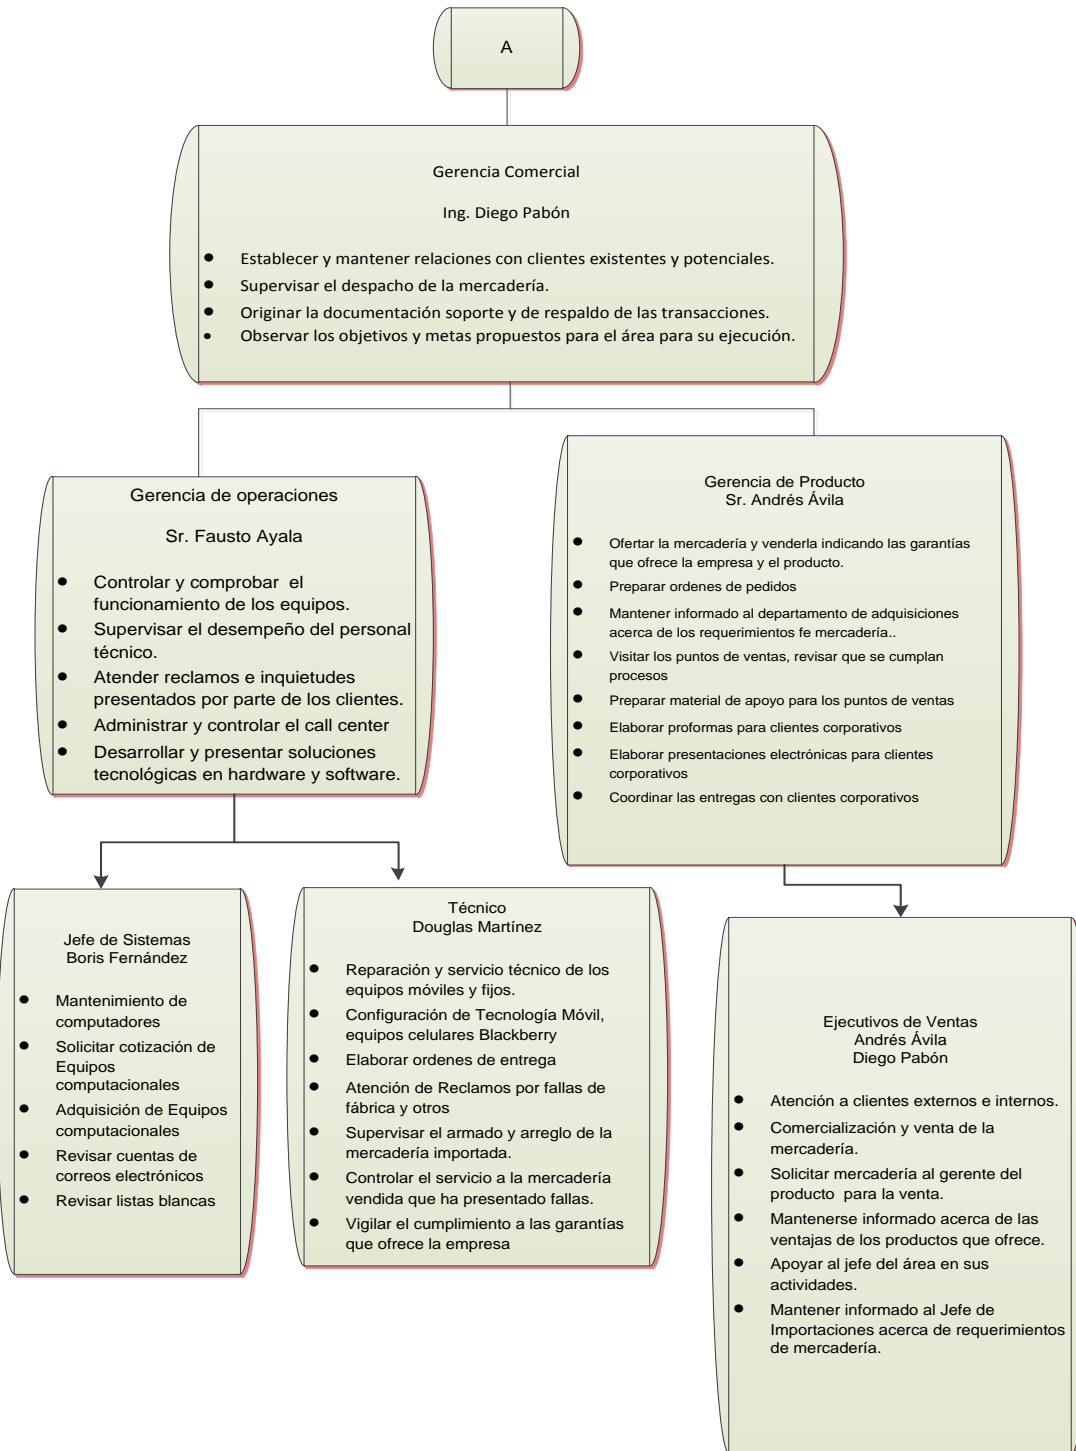 A
Gerencia Comercial
Ing. Diego Pabón
● Establecer y mantener relaciones con clientes existentes y potenciales.
● Supervisar el despacho de la mercadería.
● Originar la documentación soporte y de respaldo de las transacciones.
● Observar los objetivos y metas propuestos para el área para su ejecución.
Gerencia de operaciones
Sr. Fausto Ayala
● Controlar y comprobar el
funcionamiento de los equipos.
● Supervisar el desempeño del personal
técnico.
● Atender reclamos e inquietudes
presentados por parte de los clientes.
● Administrar y controlar el call center
● Desarrollar y presentar soluciones
tecnológicas en hardware y software.
Gerencia de Producto
Sr. Andrés Ávila
● Ofertar la mercadería y venderla indicando las garantías
que ofrece la empresa y el producto.
● Preparar ordenes de pedidos
● Mantener informado al departamento de adquisiciones
acerca de los requerimientos fe mercadería..
● Visitar los puntos de ventas, revisar que se cumplan
procesos
● Preparar material de apoyo para los puntos de ventas
● Elaborar proformas para clientes corporativos
● Elaborar presentaciones electrónicas para clientes
corporativos
● Coordinar las entregas con clientes corporativos
Jefe de Sistemas
Boris Fernández
● Mantenimiento de
computadores
● Solicitar cotización de
Equipos
computacionales
● Adquisición de Equipos
computacionales
● Revisar cuentas de
correos electrónicos
● Revisar listas blancas
Técnico
Douglas Martínez
● Reparación y servicio técnico de los
equipos móviles y fijos.
● Configuración de Tecnología Móvil,
equipos celulares Blackberry
● Elaborar ordenes de entrega
● Atención de Reclamos por fallas de
fábrica y otros
● Supervisar el armado y arreglo de la
mercadería importada.
● Controlar el servicio a la mercadería
vendida que ha presentado fallas.
● Vigilar el cumplimiento a las garantías
que ofrece la empresa
Ejecutivos de Ventas
Andrés Ávila
Diego Pabón
● Atención a clientes externos e internos.
● Comercialización y venta de la
mercadería.
● Solicitar mercadería al gerente del
producto para la venta.
● Mantenerse informado acerca de las
ventajas de los productos que ofrece.
● Apoyar al jefe del área en sus
actividades.
● Mantener informado al Jefe de
Importaciones acerca de requerimientos
de mercadería.